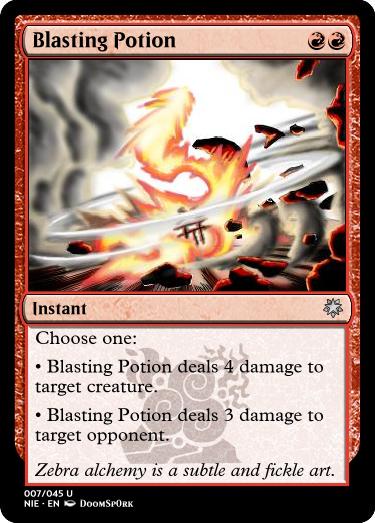 Blasting Potion
Instant
Choose one:
• Blasting Potion deals 4 damage to
target creature.
• Blasting Potion deals 3 damage to
target opponent.
Zebra alchemy is a subtle and fickle art.
007/045 U
NIE • EN DoomSp0rk